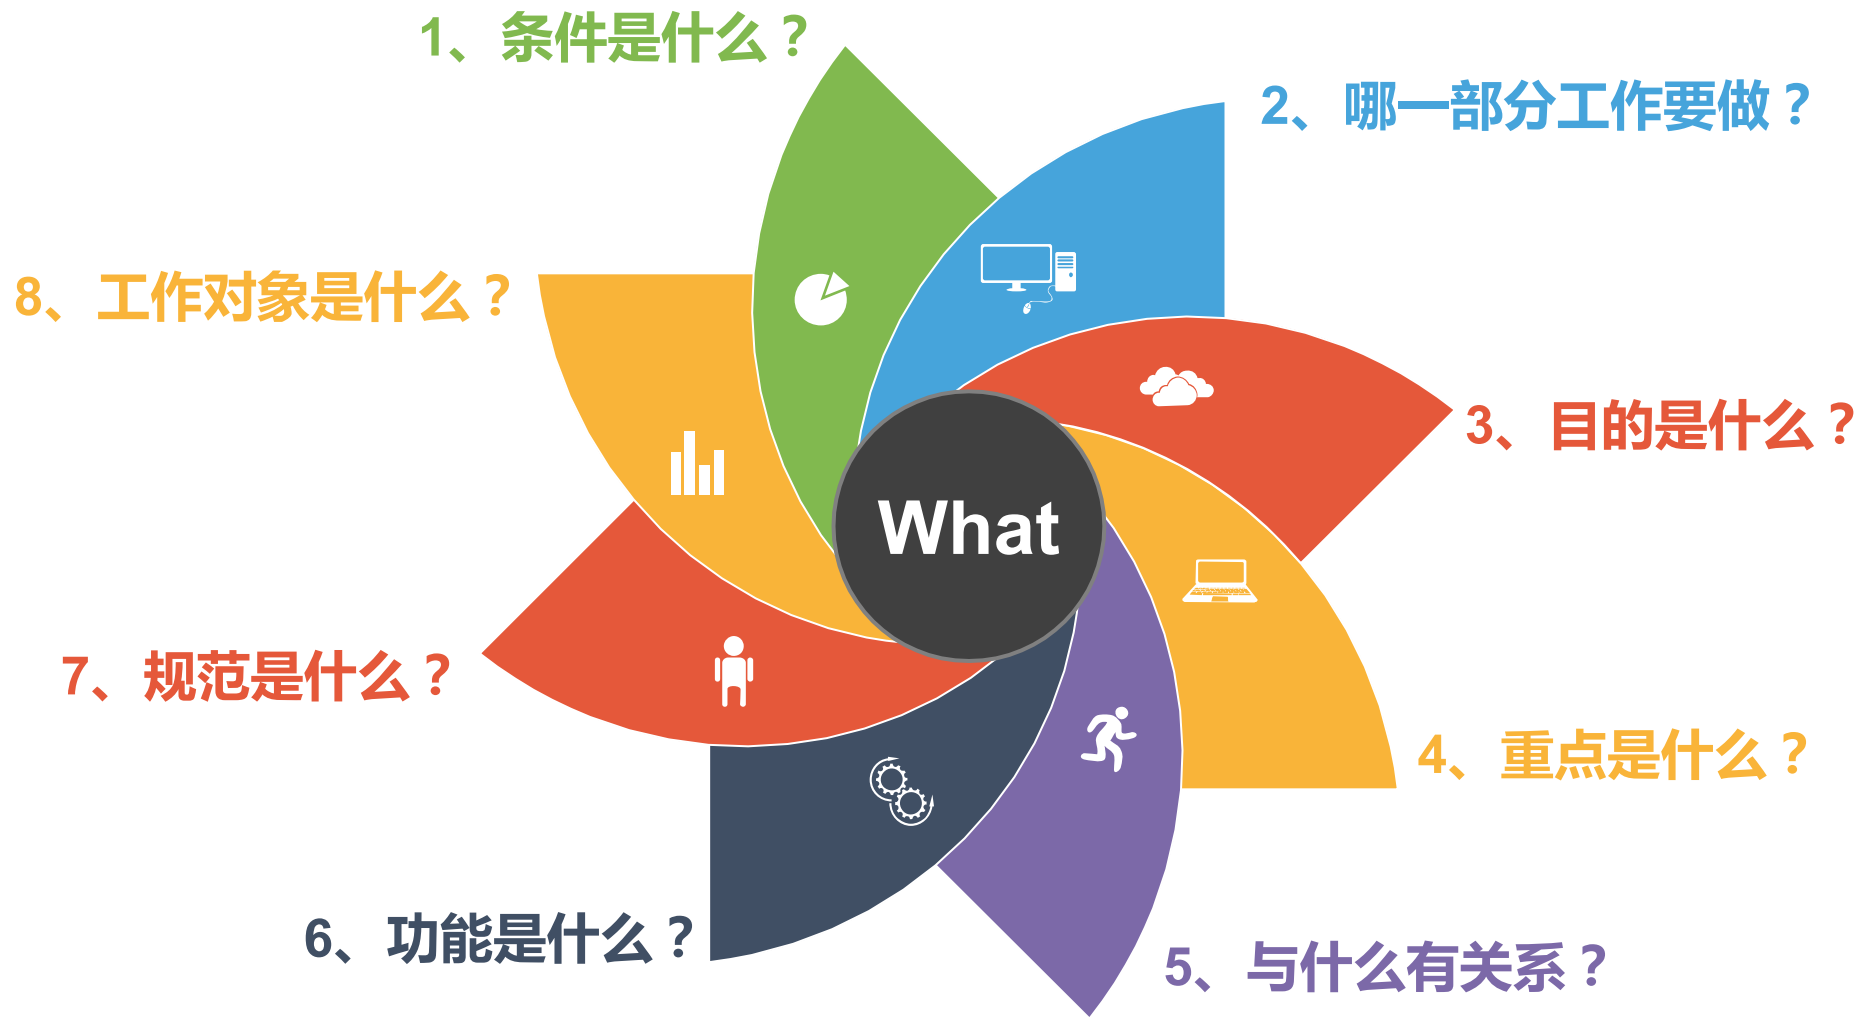 1、条件是什么？
2、哪一部分工作要做？
3、目的是什么？
4、重点是什么？
5、与什么有关系？
6、功能是什么？
7、规范是什么？
8、工作对象是什么？
What